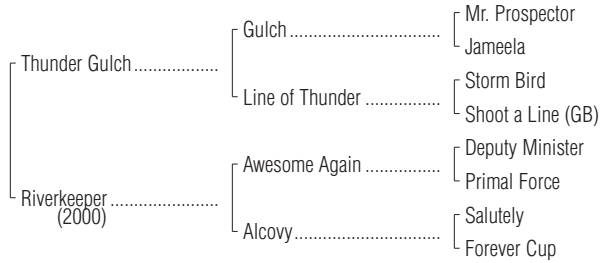 Mr. Prospector
Gulch ........................................
Jameela
Thunder Gulch......................
Storm Bird
Line of Thunder ...................
Shoot a Line (GB)
Deputy Minister
Awesome Again ....................
Primal Force
Riverkeeper ............................
(2000)
Salutely
Alcovy......................................
Forever Cup